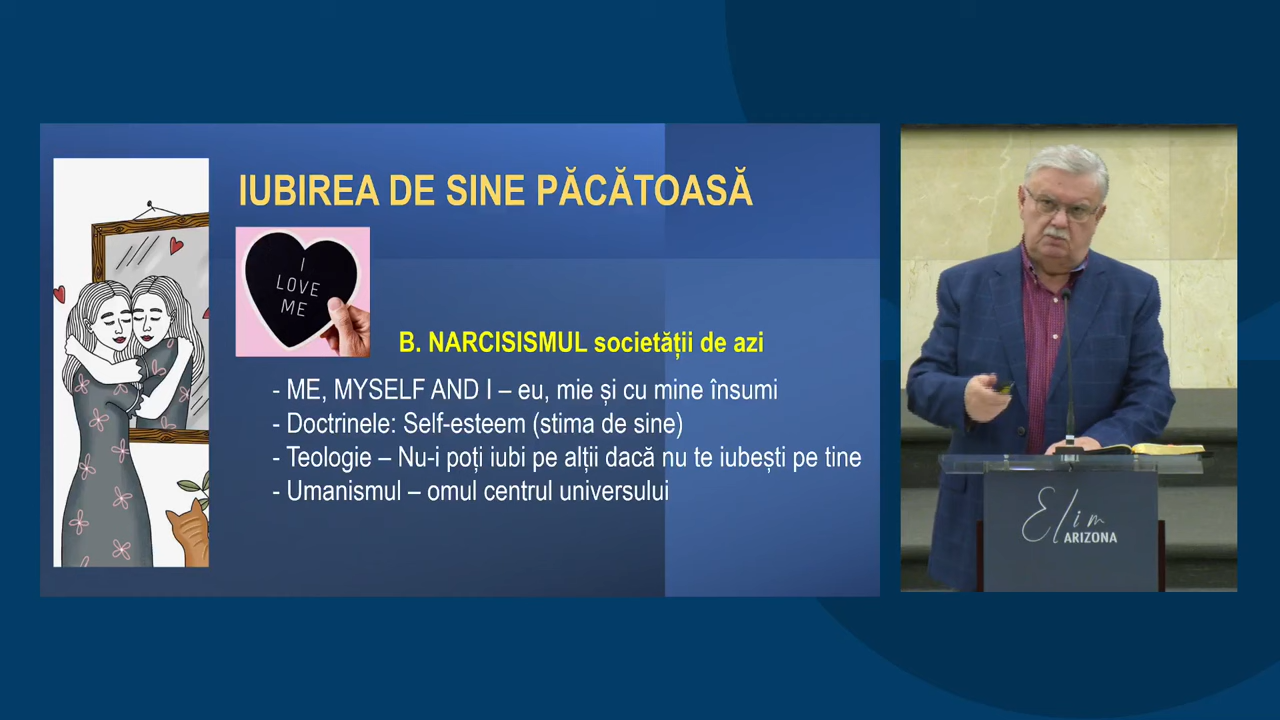 IUBIREA DE SINE PĂCĂTOASĂ
I
LOVE
ME
B. NARCISISMUL societății de azi
- ME, MYSELF AND I – eu, mie și cu mine însumi
- Doctrinele: Self-esteem (stima de sine)
- Teologie – Nu-i poți iubi pe alții dacă nu te iubești pe tine
- Umanismul – omul centrul universului
Elim
ARIZONA